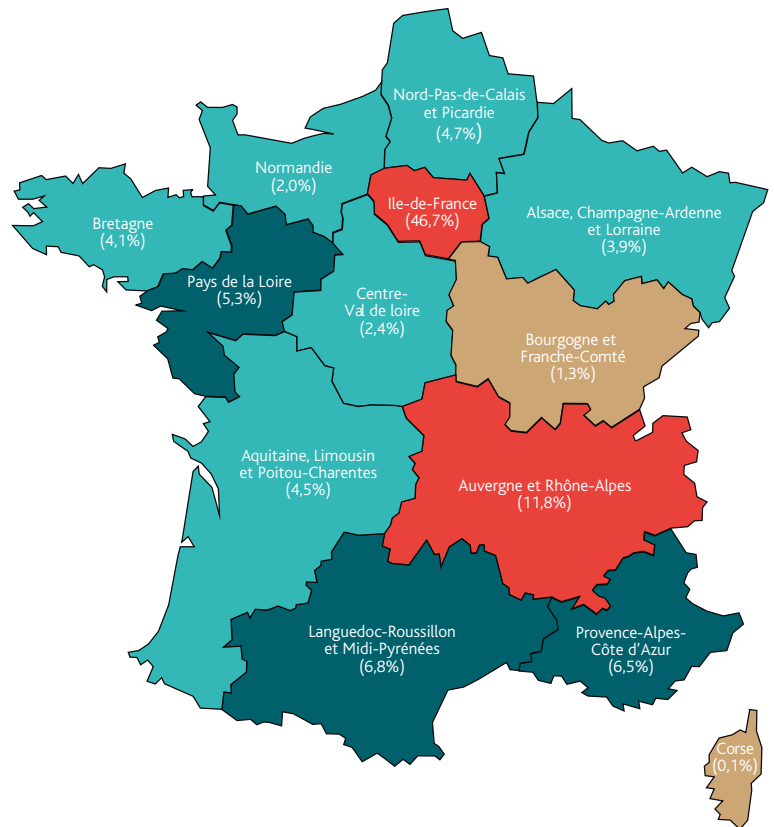 Nord-Pas-de-Calais
et Picardie
(4,7%)
Normandie
(2,0%)
Ile-de-France
(46,7%)
Alsace, Champagne-Ardenne
et Lorraine
(3,9%)
Bretagne
(4,1%)
Pays de la Loire
(5,3%)
Centre-
Val de loire
(2,4%)
Bourgogne et
Franche-Comté
(1,3%)
Aquitaine, Limousin
et Poitou-Charentes
(4,5%)
Auvergne et Rhône-Alpes
(11,8%)
Languedoc-Roussillon
et Midi-Pyrénées
(6,8%)
Provence-Alpes-
Côte d'Azur
(6,5%)
Corse
(0,1%)